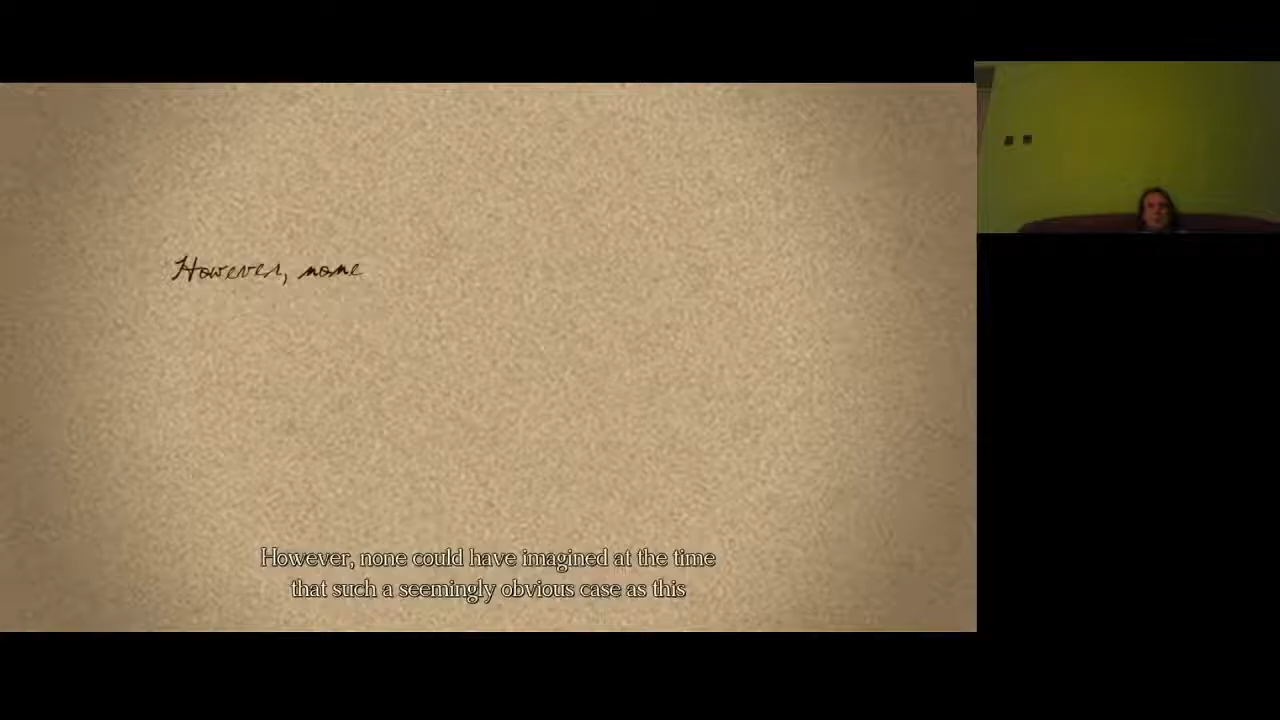 However, none
However, none could have imagined at the time
that such a seemingly obvious case as this